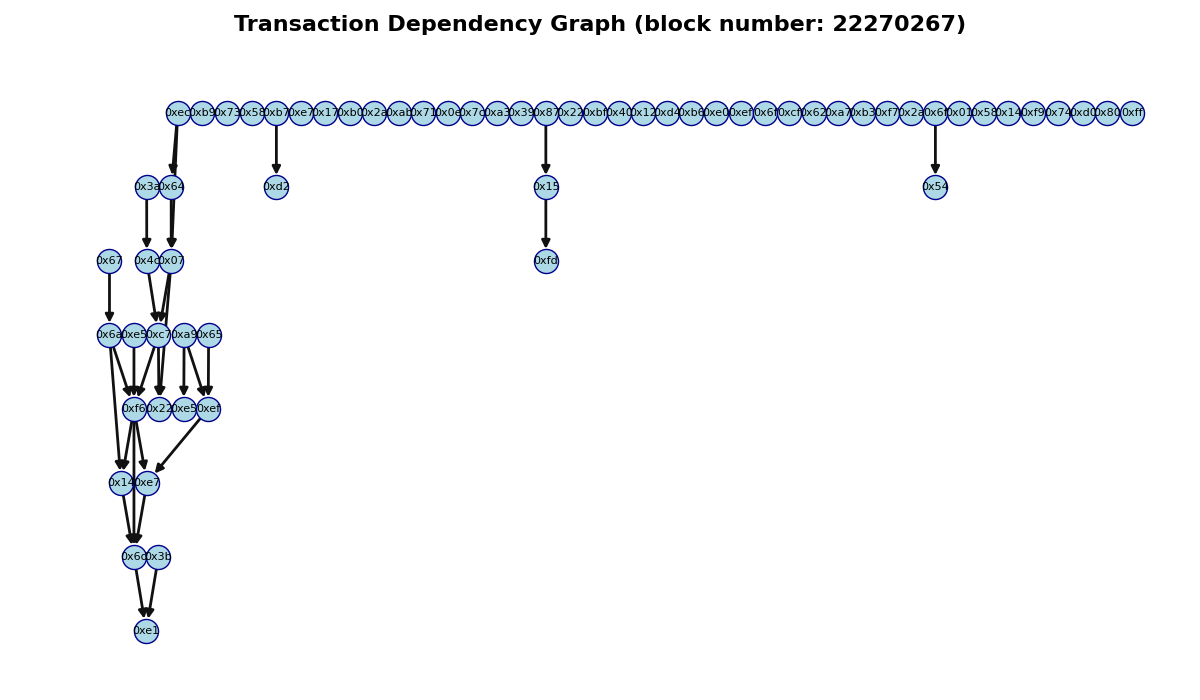 Transaction Dependency Graph (block number: 22270267)
0xec 0xb9 0x73 0x58 0xb7 0xe7 0x17 0xb0 0x2a 0xab 0x71 0x0e 0x7c 0xa3 0x39 0x87 0x22 0xbf 0x40 0x12 0xd4 0xb6 0xe0 0xef 0x6f 0xcf 0x62 0xa7 0xb3 0xf7 0x2a 0x6f 0x01 0x58 0x14 0xf9 0x74 0xd0 0x80 0xff
0x3a 0x64 0xd2 0x15 0x54
0x67 0x4c 0x07 0xfd
0x6a 0xe5 0xc7 0xa9 0x65
0xf6 0x22 0xe5 0xef
0x14 0xe7
0x3b
0xe1